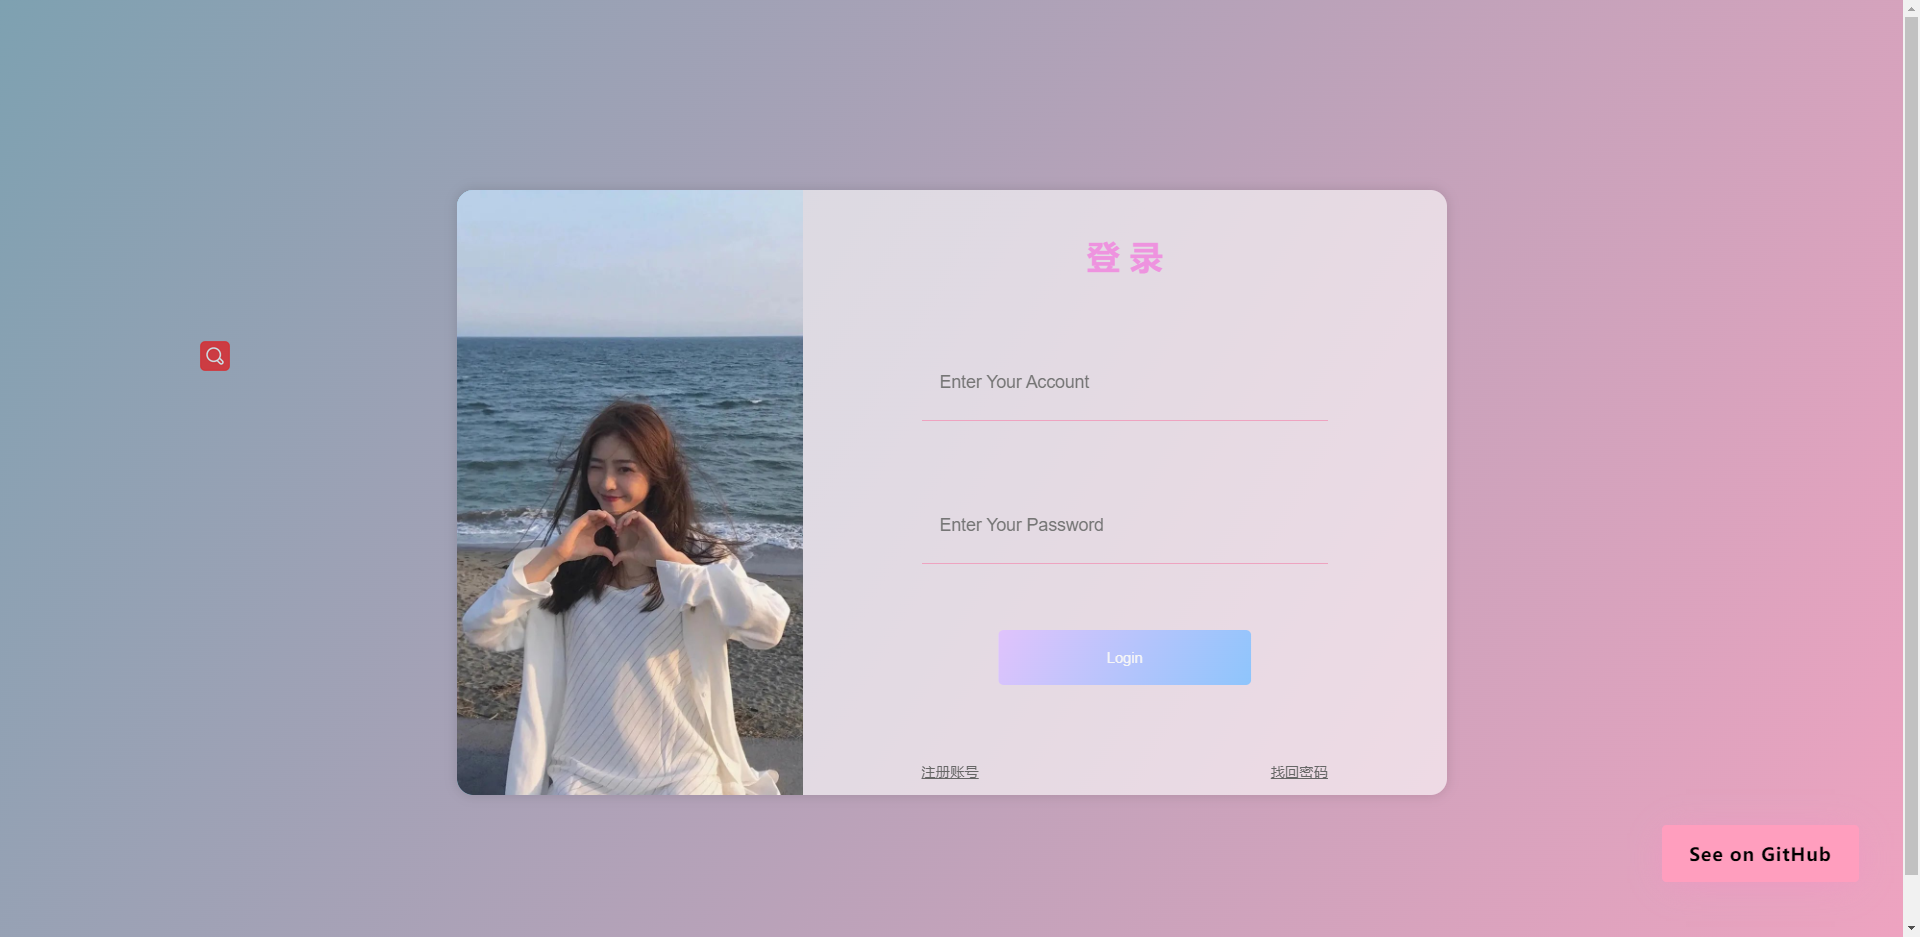 登 录
Enter Your Account
Enter Your Password
Login
注册账号
找回密码
See on GitHub